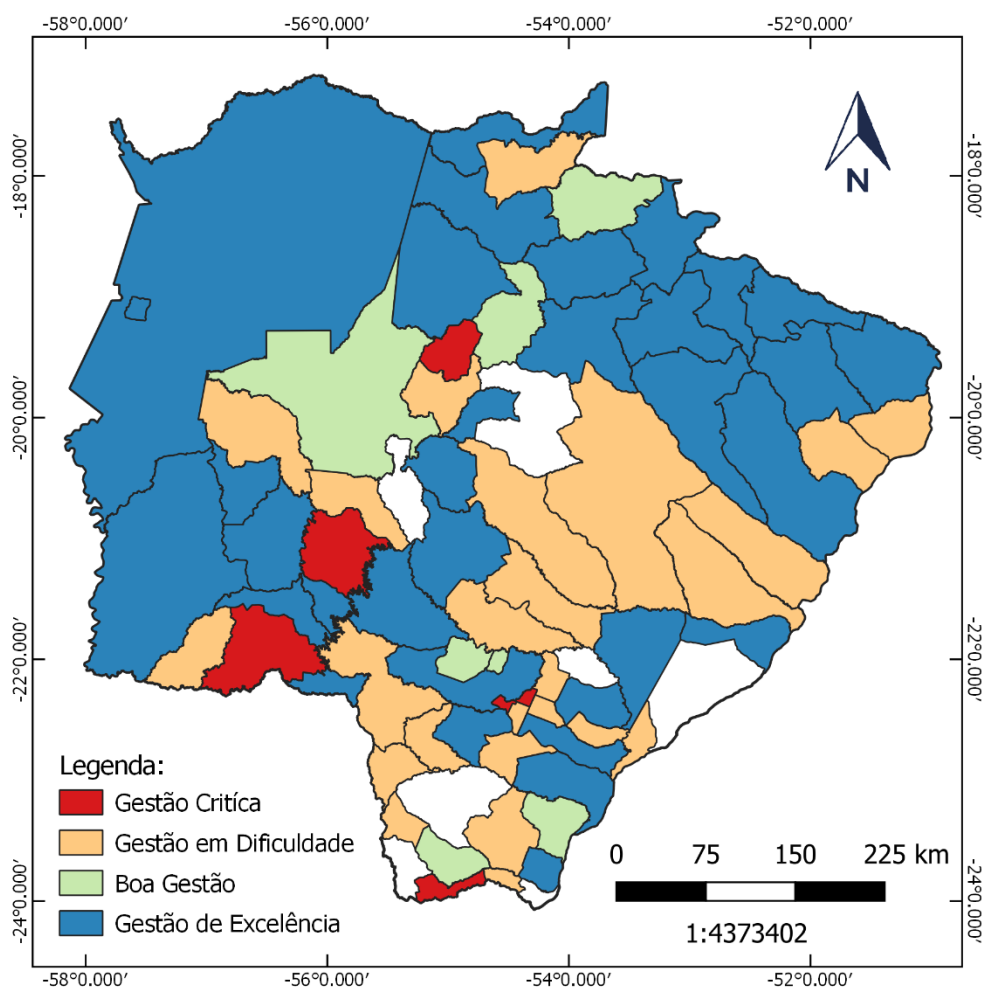 -58°0.000′ -56°0.000′ -54°0.000′ -52°0.000′
-18°0.000′ -18°0.000′
N
-20°0.000′ -20°0.000′
-22°0.000′ -22°0.000′
Legenda:
Gestão Critíca
Gestão em Dificuldade
Boa Gestão
Gestão de Excelência
0 75 150 225 km
1:4373402
-24°0.000′ -24°0.000′
-58°0.000′ -56°0.000′ -54°0.000′ -52°0.000′